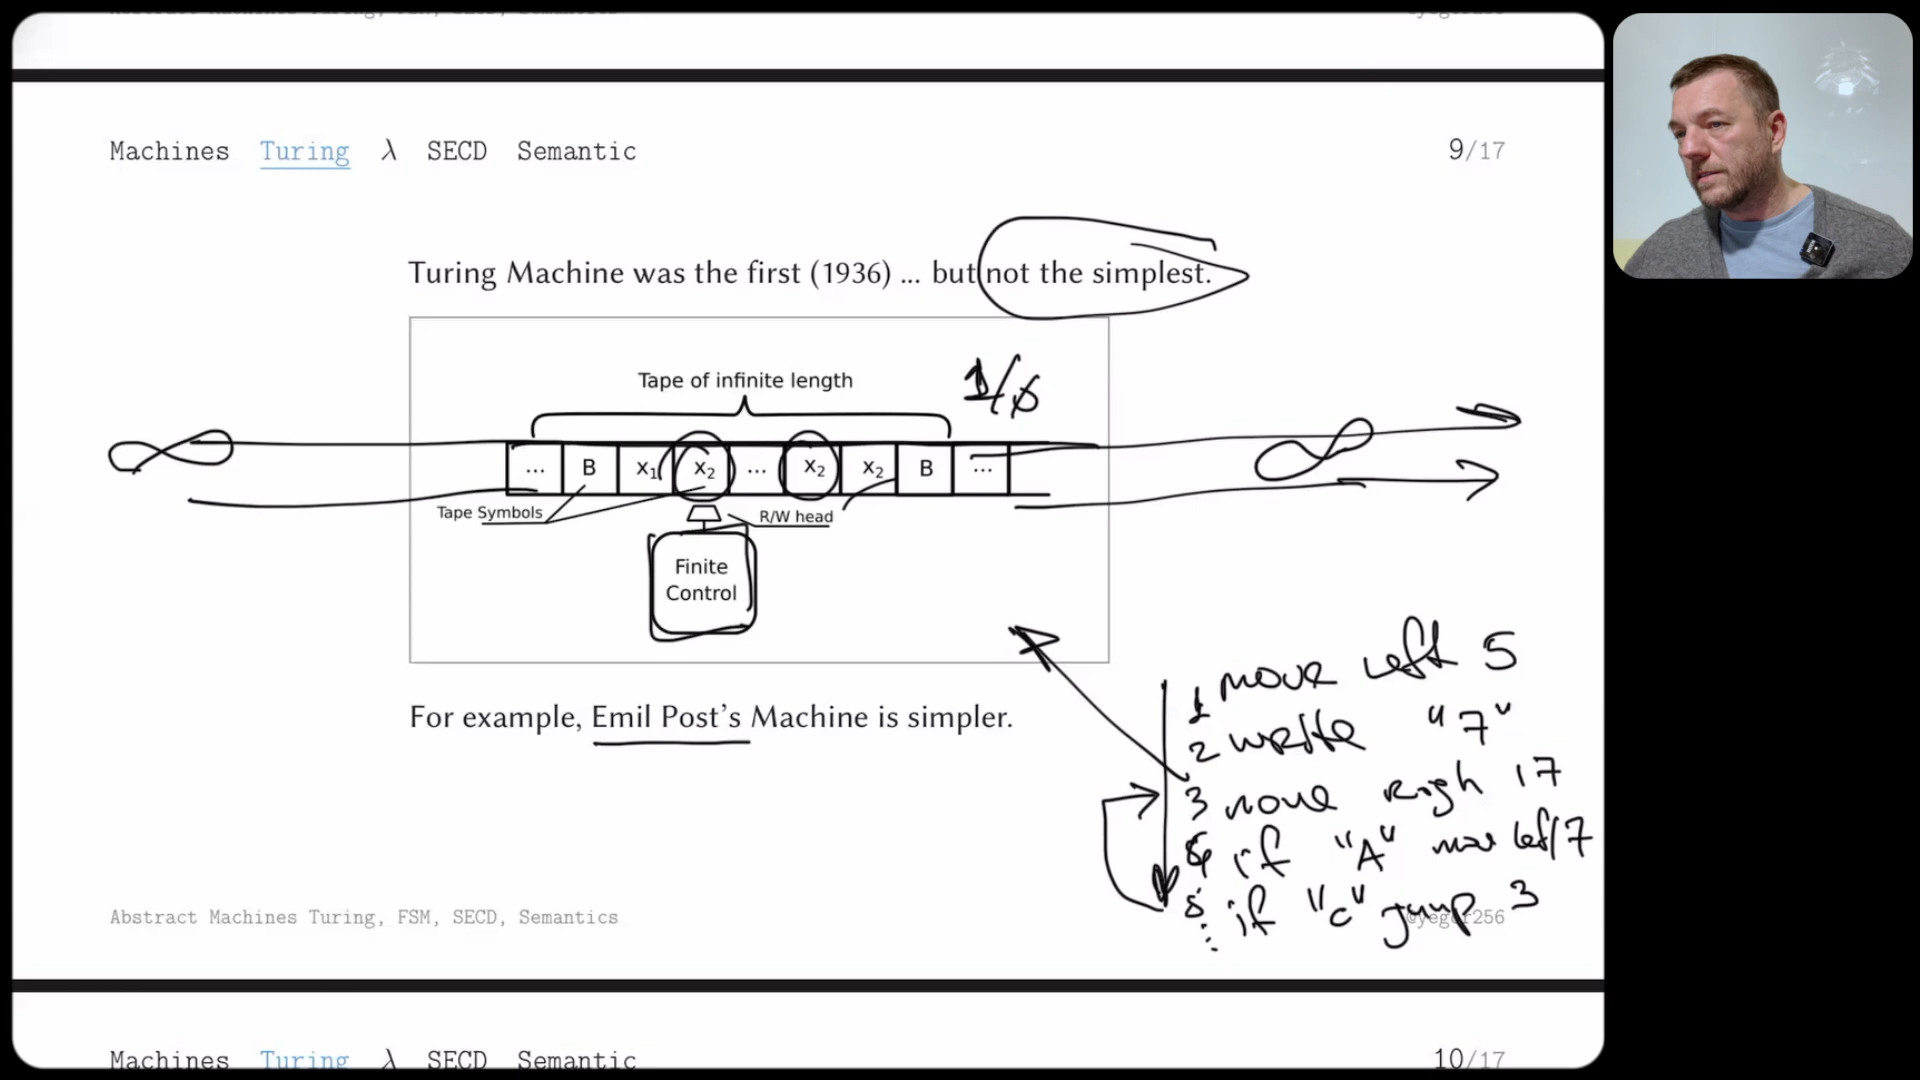 Machines Turing λ SECD Semantic 9/17
Turing Machine was the first (1936) ... but not the simplest.
Tape of infinite length
1/0
... B x₁ x₂ ... x₂ x₂ B ...
Tape Symbols
R/W head
Finite
Control
For example, Emil Post's Machine is simpler.
1 move left 5
2 write "7"
3 move righ 17
4 if "A" move left 7
5 if "C" jump 3
Abstract Machines Turing, FSM, SECD, Semantics
Machines Turing λ SECD Semantic 10/17